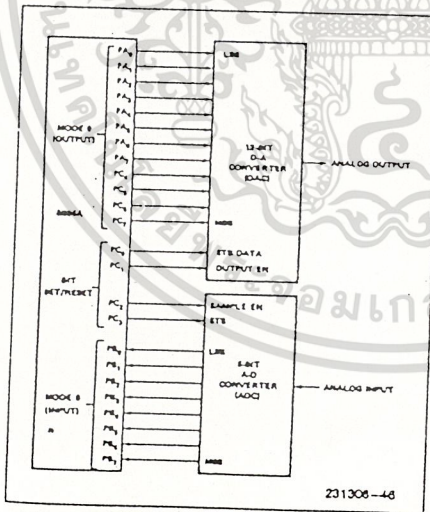 PA₀
PA₁
PA₂
PA₃
PA₄
PA₅
PA₆
PA₇
PC₄
PC₅
PC₆
PC₇
MODE 0
(OUTPUT)
LSB
12-BIT
D-A
CONVERTER
(DAC)
ANALOG OUTPUT
MSB
BIT
SET/RESET
PC₀
PC₁
STB DATA
OUTPUT EN
PC₂
PC₃
SAMPLE EN
STB
MODE 0
(INPUT)
PB₀
PB₁
PB₂
PB₃
PB₄
PB₅
PB₆
PB₇
LSB
8-BIT
A-D
CONVERTER
(ADC)
ANALOG INPUT
MSB
231306-46